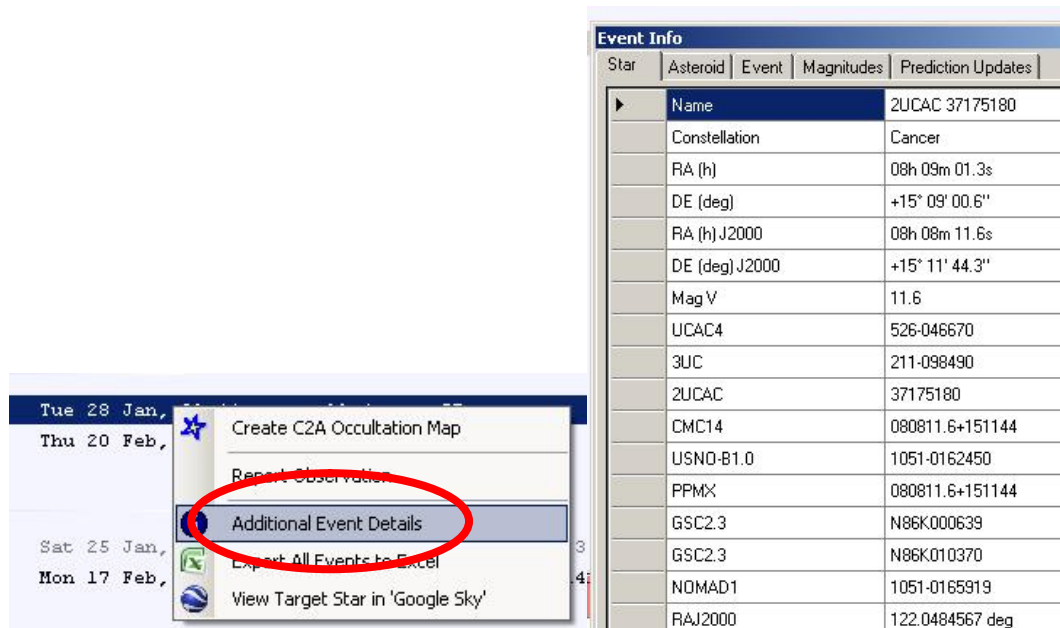 Event Info
Star Asteroid Event Magnitudes Prediction Updates
Name 2UCAC 37175180
Constellation Cancer
RA (h) 08h 09m 01.3s
DE (deg) +15° 09' 00.6''
RA (h) J2000 08h 08m 11.6s
DE (deg) J2000 +15° 11' 44.3''
Mag V 11.6
UCAC4 526-046670
3UC 211-098490
2UCAC 37175180
CMC14 080811.6+151144
USNO-B1.0 1051-0162450
PPMX 080811.6+151144
GSC2.3 N86K000639
GSC2.3 N86K010370
NOMAD1 1051-0165919
RAJ2000 122.0484567 deg
Tue 28 Jan,
Thu 20 Feb,
Sat 25 Jan,
Mon 17 Feb,
Create C2A Occultation Map
Report Observation
Additional Event Details
Export All Events to Excel
View Target Star in 'Google Sky'